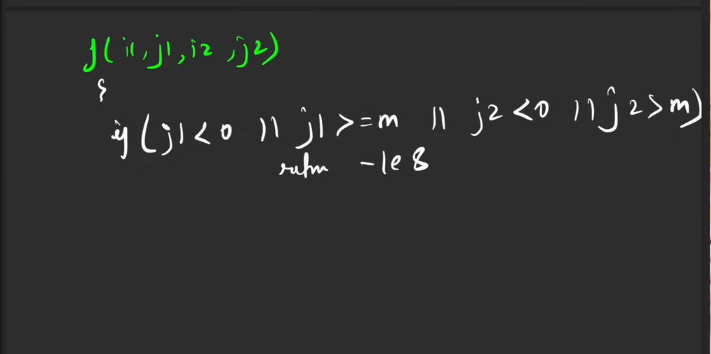 f(i1, j1, i2, j2)
{
if (j1 < 0 || j1 >= m || j2 < 0 || j2 > m)
return -1e8